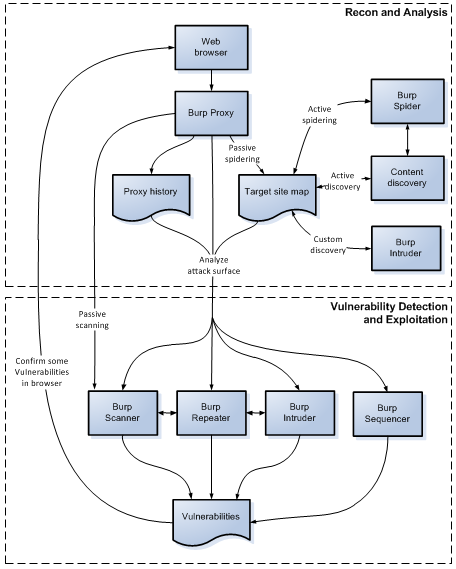 Recon and Analysis
Web
browser
Burp Proxy
Burp
Spider
Active
spidering
Passive
spidering
Proxy history
Target site map
Active
discovery
Content
discovery
Custom
discovery
Burp
Intruder
Analyze
attack surface
Vulnerability Detection
and Exploitation
Passive
scanning
Confirm some
Vulnerabilities
in browser
Burp
Scanner
Burp
Repeater
Burp
Intruder
Burp
Sequencer
Vulnerabilities